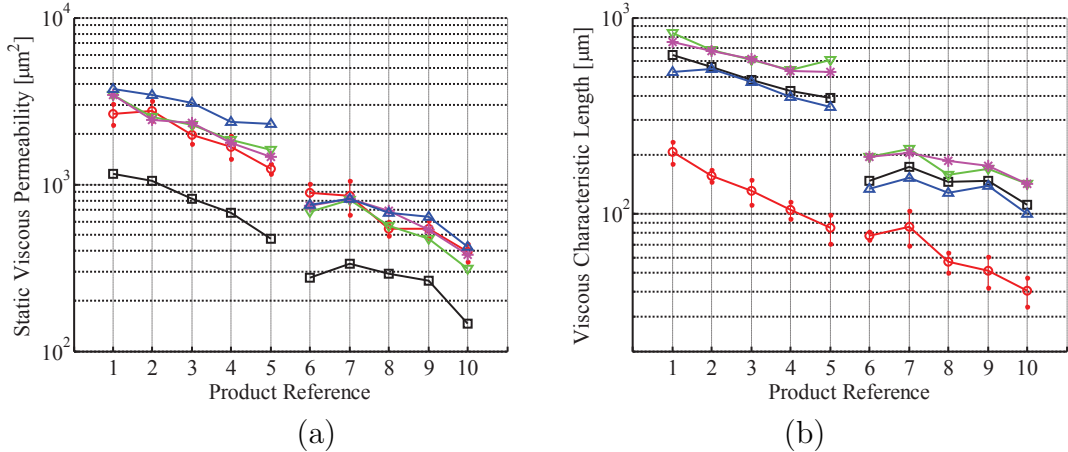 10^4
10^3
10^2
Static Viscous Permeability [μm^2]
1 2 3 4 5 6 7 8 9 10
Product Reference
(a)
10^3
10^2
Viscous Characteristic Length [μm]
1 2 3 4 5 6 7 8 9 10
Product Reference
(b)